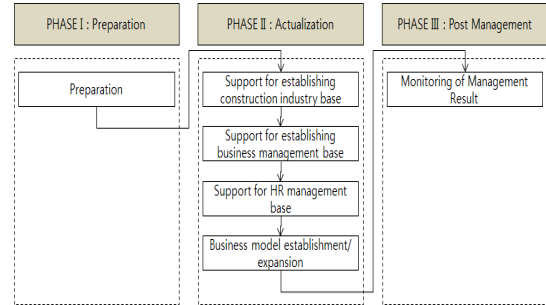 PHASE Ⅰ : Preparation
PHASE Ⅱ : Actualization
PHASE Ⅲ : Post Management
Preparation
Support for establishing
construction industry base
Support for establishing
business management base
Support for HR management
base
Business model establishment/
expansion
Monitoring of Management
Result